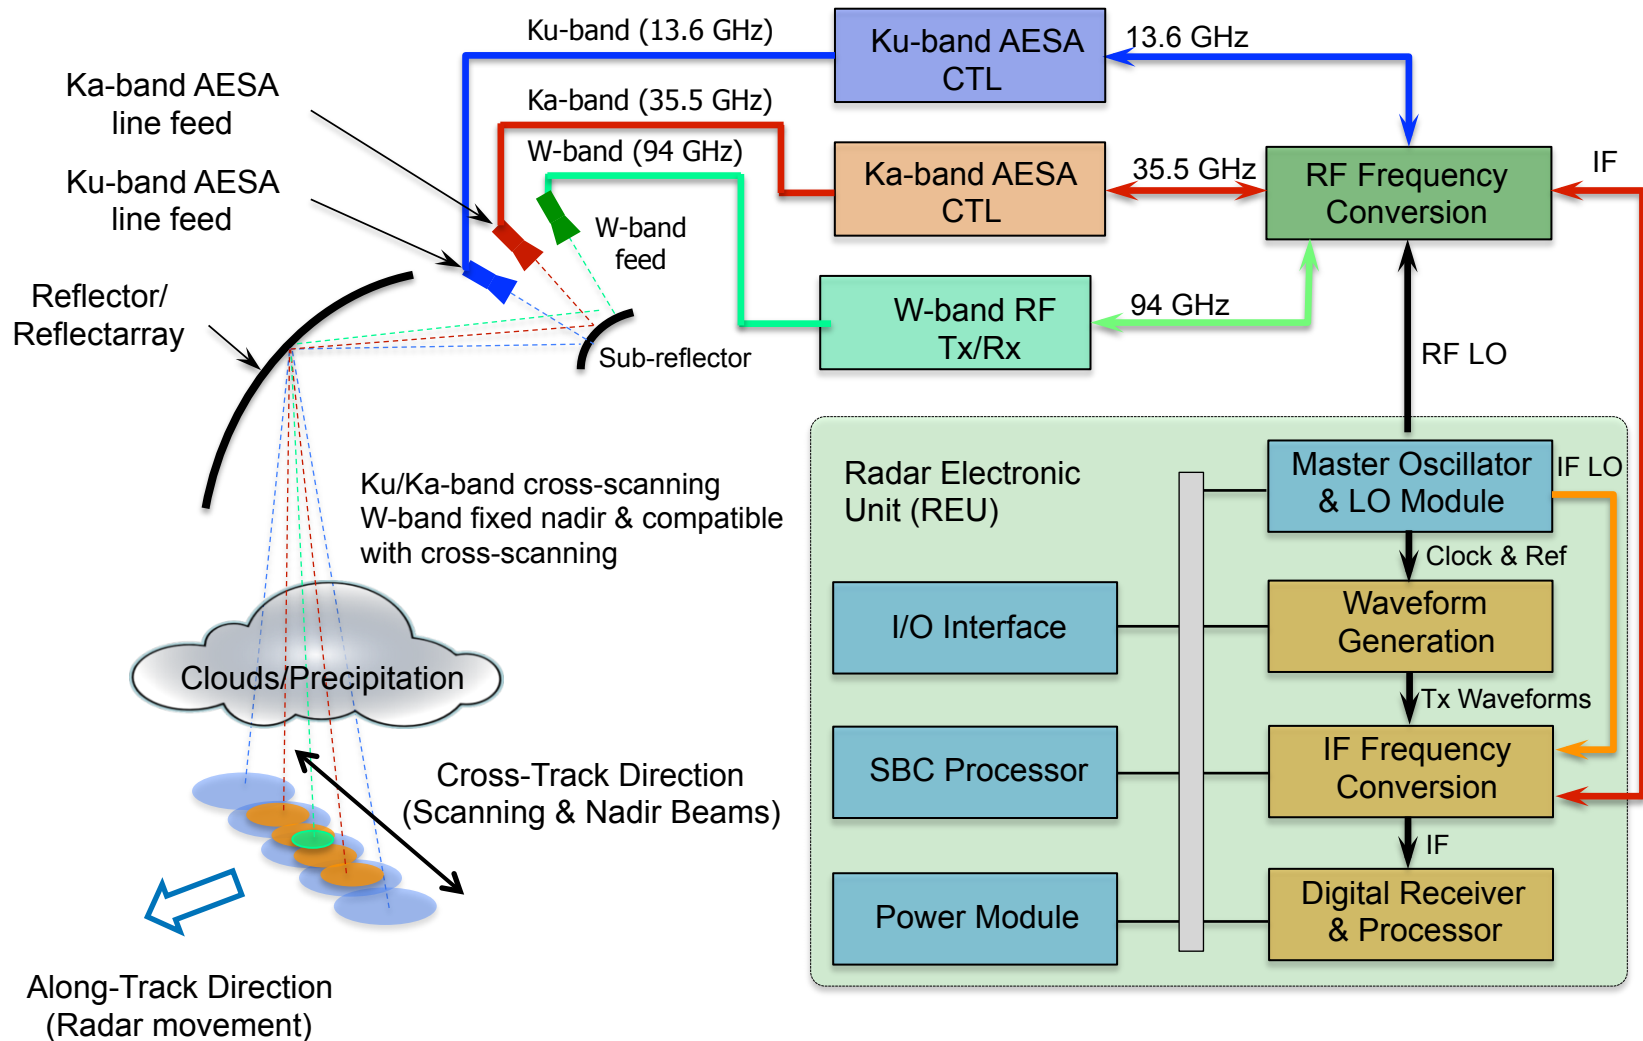 Ku-band (13.6 GHz)
Ku-band AESA
CTL
13.6 GHz
Ka-band AESA
line feed
Ka-band (35.5 GHz)
W-band (94 GHz)
Ka-band AESA
CTL
35.5 GHz
RF Frequency
Conversion
IF
Ku-band AESA
line feed
W-band
feed
Reflector/
Reflectarray
Sub-reflector
W-band RF
Tx/Rx
94 GHz
RF LO
Radar Electronic
Unit (REU)
Master Oscillator
& LO Module
IF LO
Ku/Ka-band cross-scanning
W-band fixed nadir & compatible
with cross-scanning
Clock & Ref
I/O Interface
Waveform
Generation
Clouds/Precipitation
Tx Waveforms
SBC Processor
IF Frequency
Conversion
Cross-Track Direction
(Scanning & Nadir Beams)
IF
Power Module
Digital Receiver
& Processor
Along-Track Direction
(Radar movement)